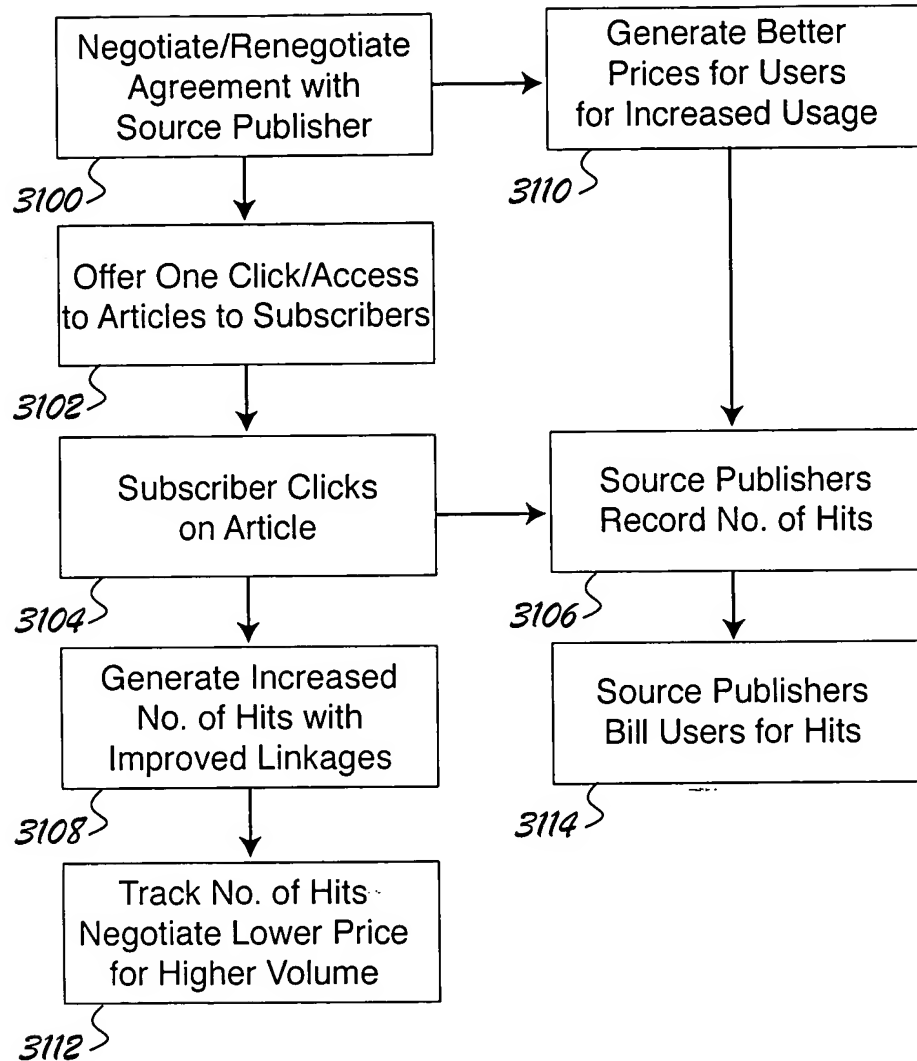 Negotiate/Renegotiate
Agreement with
Source Publisher
3100
Generate Better
Prices for Users
for Increased Usage
3110
Offer One Click/Access
to Articles to Subscribers
3102
Subscriber Clicks
on Article
3104
Source Publishers
Record No. of Hits
3106
Generate Increased
No. of Hits with
Improved Linkages
3108
Source Publishers
Bill Users for Hits
3114
Track No. of Hits
Negotiate Lower Price
for Higher Volume
3112